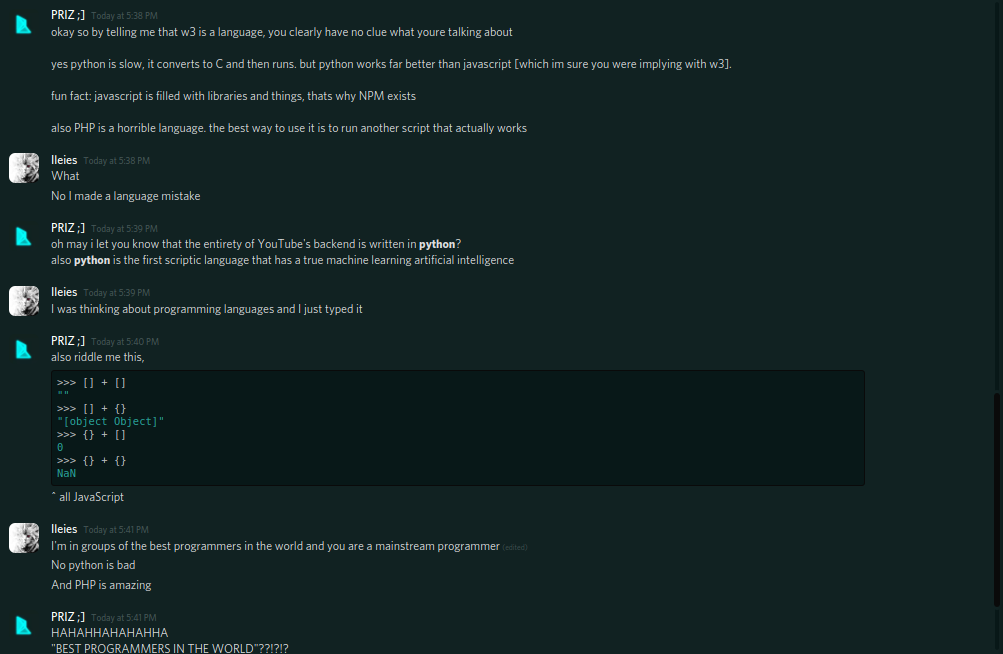 PRIZ ;] Today at 5:38 PM
okay so by telling me that w3 is a language, you clearly have no clue what youre talking about
yes python is slow, it converts to C and then runs. but python works far better than javascript [which im sure you were implying with w3].
fun fact: javascript is filled with libraries and things, thats why NPM exists
also PHP is a horrible language. the best way to use it is to run another script that actually works
lleies Today at 5:38 PM
What
No I made a language mistake
PRIZ ;] Today at 5:39 PM
oh may i let you know that the entirety of YouTube's backend is written in python?
also python is the first scriptic language that has a true machine learning artificial intelligence
lleies Today at 5:39 PM
I was thinking about programming languages and I just typed it
PRIZ ;] Today at 5:40 PM
also riddle me this,
>>> [] + []
""
>>> [] + {}
"[object Object]"
>>> {} + []
0
>>> {} + {}
NaN
^ all JavaScript
lleies Today at 5:41 PM
I'm in groups of the best programmers in the world and you are a mainstream programmer (edited)
No python is bad
And PHP is amazing
PRIZ ;] Today at 5:41 PM
HAHAHHAHAHAHHA
"BEST PROGRAMMERS IN THE WORLD"??!?!?